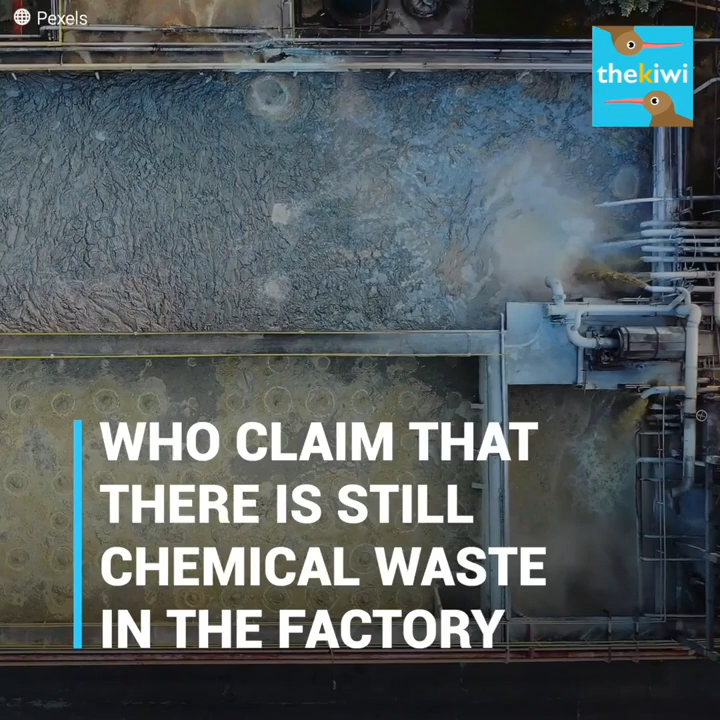 Pexels
thekiwi
WHO CLAIM THAT
THERE IS STILL
CHEMICAL WASTE
IN THE FACTORY